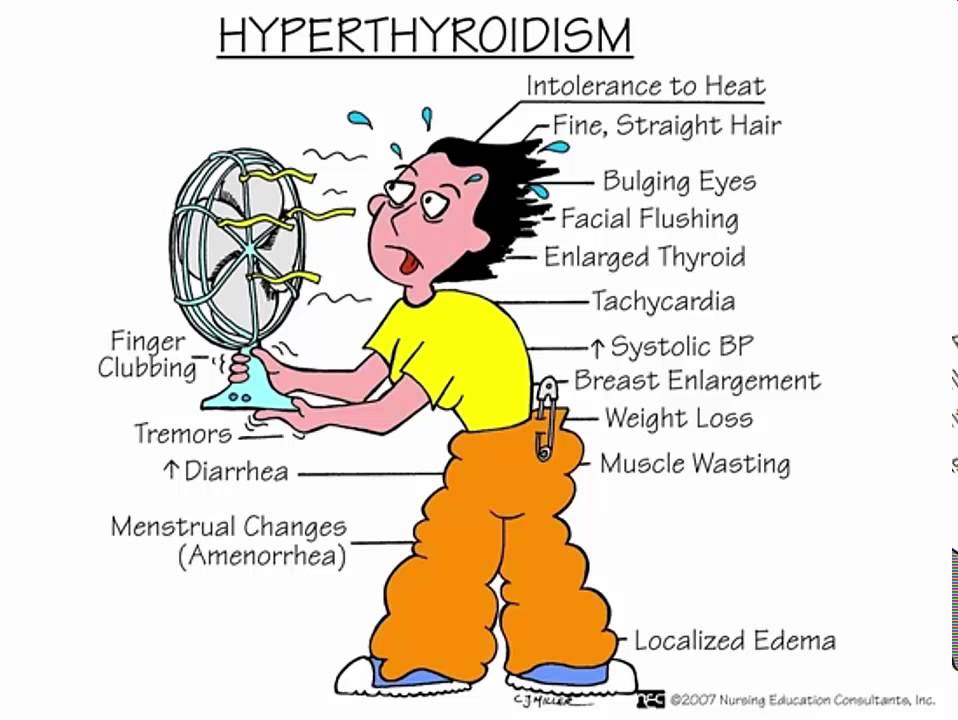 HYPERTHYROIDISM
Intolerance to Heat
Fine, Straight Hair
Bulging Eyes
Facial Flushing
Enlarged Thyroid
Tachycardia
↑ Systolic BP
Breast Enlargement
Weight Loss
Muscle Wasting
Localized Edema
Finger
Clubbing
Tremors
↑ Diarrhea
Menstrual Changes
(Amenorrhea)
CJ MILLER
nec ©2007 Nursing Education Consultants, Inc.